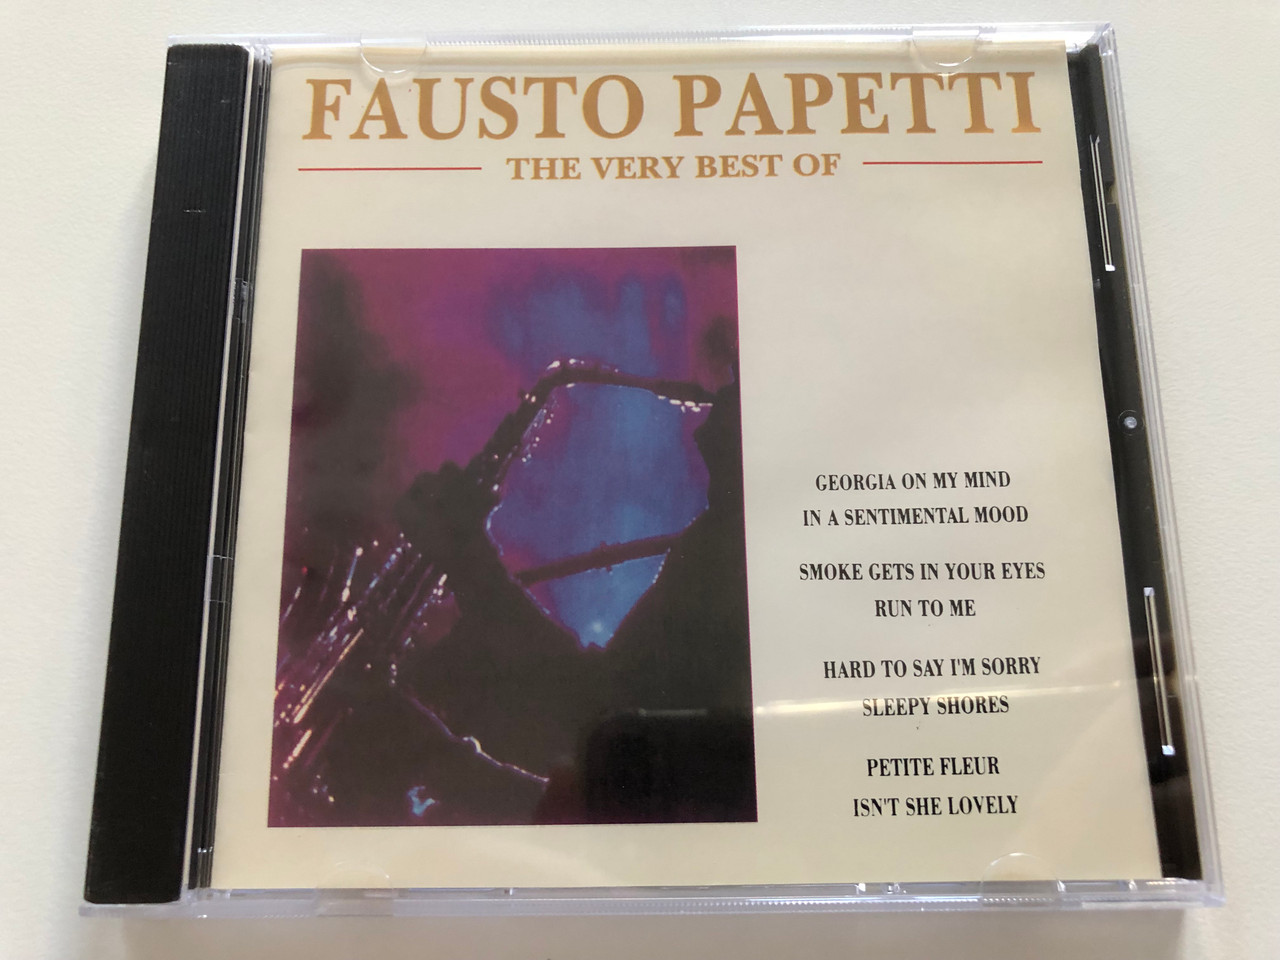 FAUSTO PAPETTI
THE VERY BEST OF
GEORGIA ON MY MIND
IN A SENTIMENTAL MOOD
SMOKE GETS IN YOUR EYES
RUN TO ME
HARD TO SAY I'M SORRY
SLEEPY SHORES
PETITE FLEUR
ISN'T SHE LOVELY